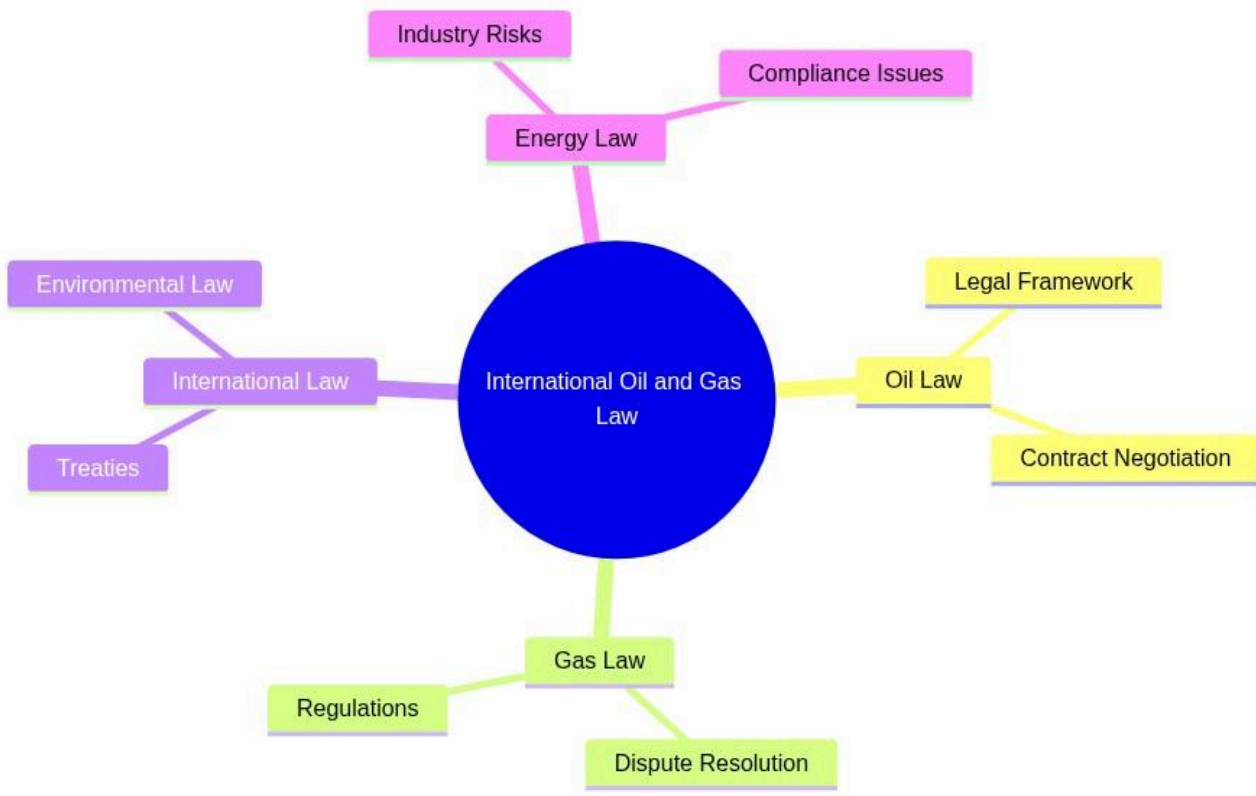 Industry Risks
Compliance Issues
Energy Law
Environmental Law
Legal Framework
International Law
International Oil and Gas
Law
Oil Law
Treaties
Contract Negotiation
Gas Law
Regulations
Dispute Resolution